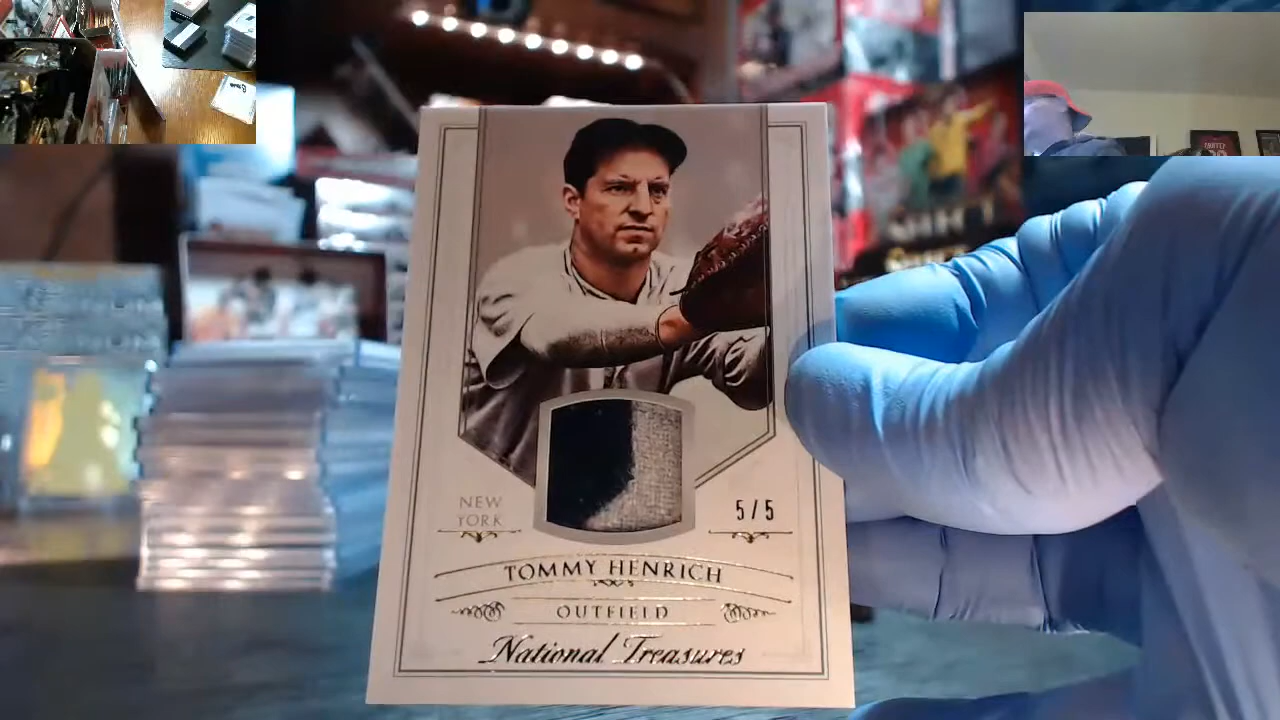 NEW
YORK
5/5
TOMMY HENRICH
OUTFIELD
National Treasures